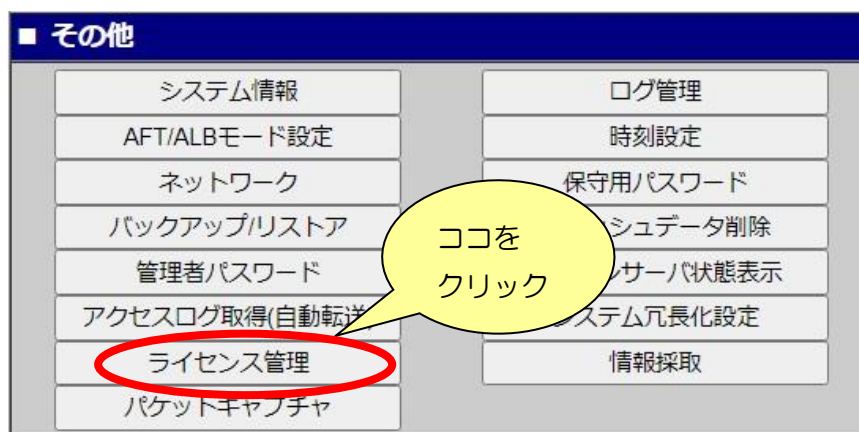 ■ その他
システム情報
ログ管理
AFT/ALBモード設定
時刻設定
ネットワーク
保守用パスワード
バックアップ/リストア
シュデータ削除
管理者パスワード
サーバ状態表示
アクセスログ取得(自動転送)
システム冗長化設定
ライセンス管理
情報採取
パケットキャプチャ
ココを
クリック